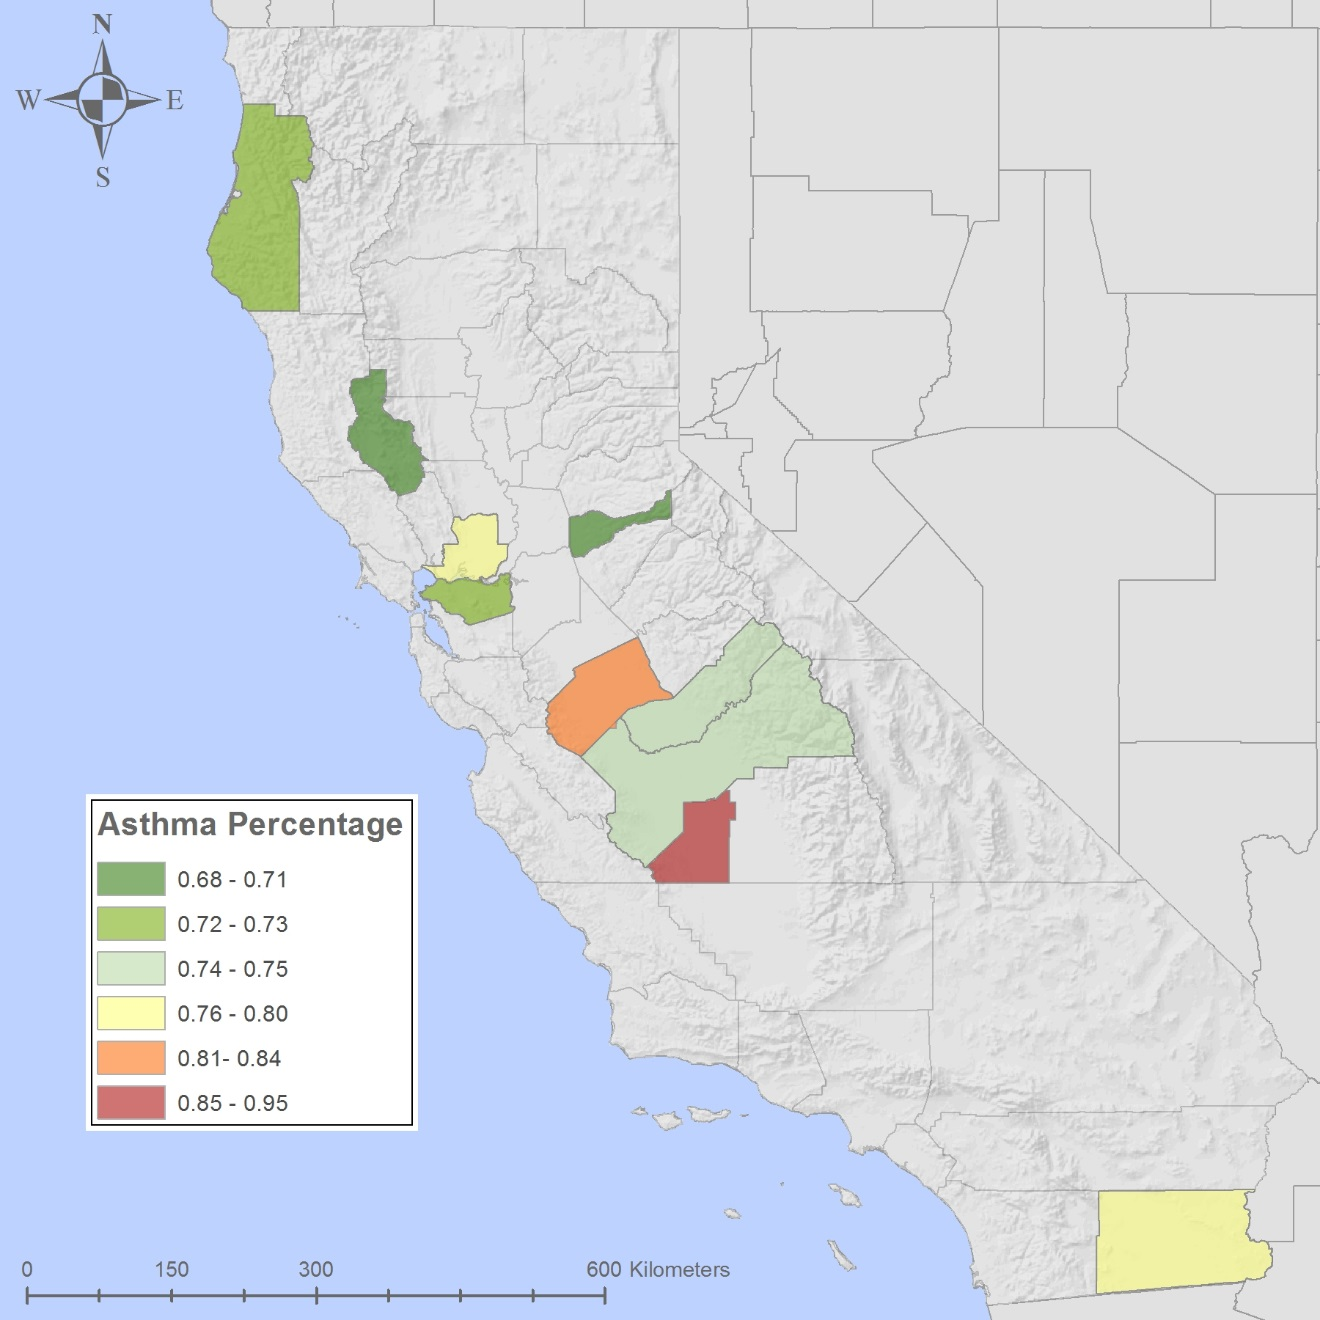 N
W E
S
Asthma Percentage
0.68 - 0.71
0.72 - 0.73
0.74 - 0.75
0.76 - 0.80
0.81- 0.84
0.85 - 0.95
0 150 300 600 Kilometers